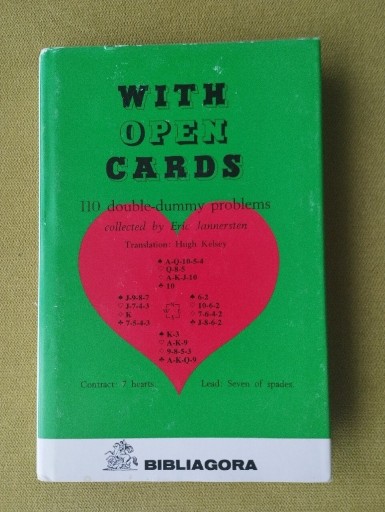 WITH
OPEN
CARDS
110 double-dummy problems
collected by Eric Jannersten
Translation: Hugh Kelsey
♠ A-Q-10-5-4
♡ Q-8-5
♢ A-K-J-10
♣ 10
♠ J-9-8-7 ♠ 6-2
♡ J-7-4-3 ♡ 10-6-2
♢ K ♢ 7-6-4-2
♣ 7-5-4-3 ♣ J-8-6-2
♠ K-3
♡ A-K-9
♢ 9-8-5-3
♣ A-K-Q-9
Contract: 7 hearts. Lead: Seven of spades.
BIBLIAGORA